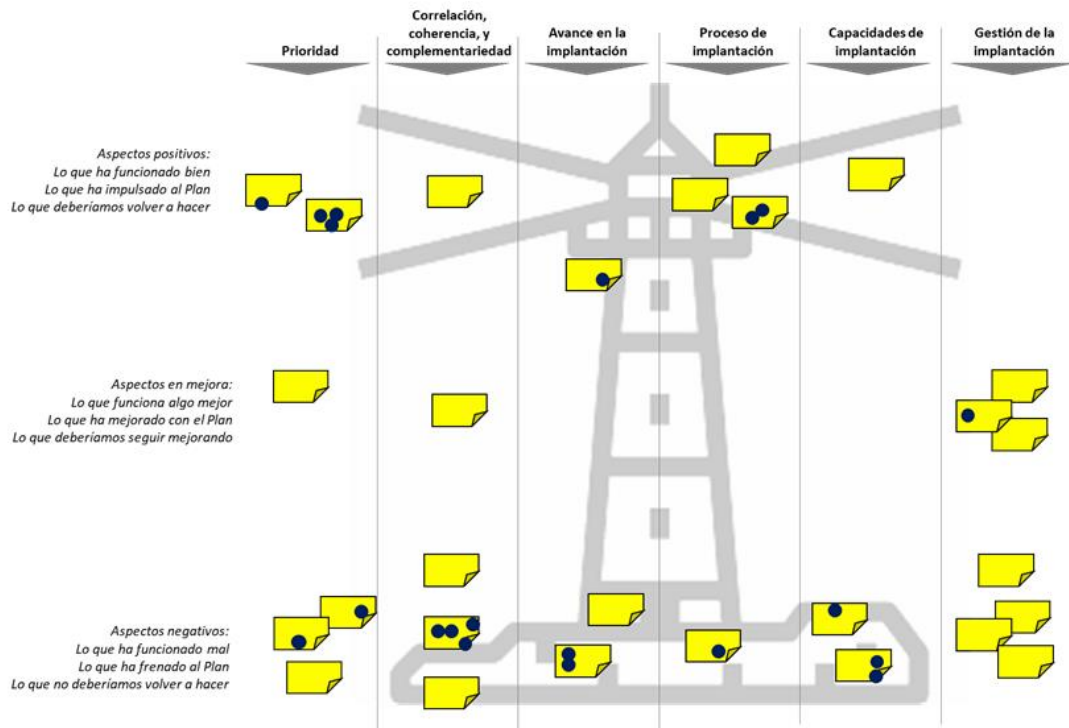 Prioridad
Correlación,
coherencia, y
complementariedad
Avance en la
implantación
Proceso de
implantación
Capacidades de
implantación
Gestión de la
implantación
Aspectos positivos:
Lo que ha funcionado bien
Lo que ha impulsado al Plan
Lo que deberíamos volver a hacer
Aspectos en mejora:
Lo que funciona algo mejor
Lo que ha mejorado con el Plan
Lo que deberíamos seguir mejorando
Aspectos negativos:
Lo que ha funcionado mal
Lo que ha frenado al Plan
Lo que no deberíamos volver a hacer